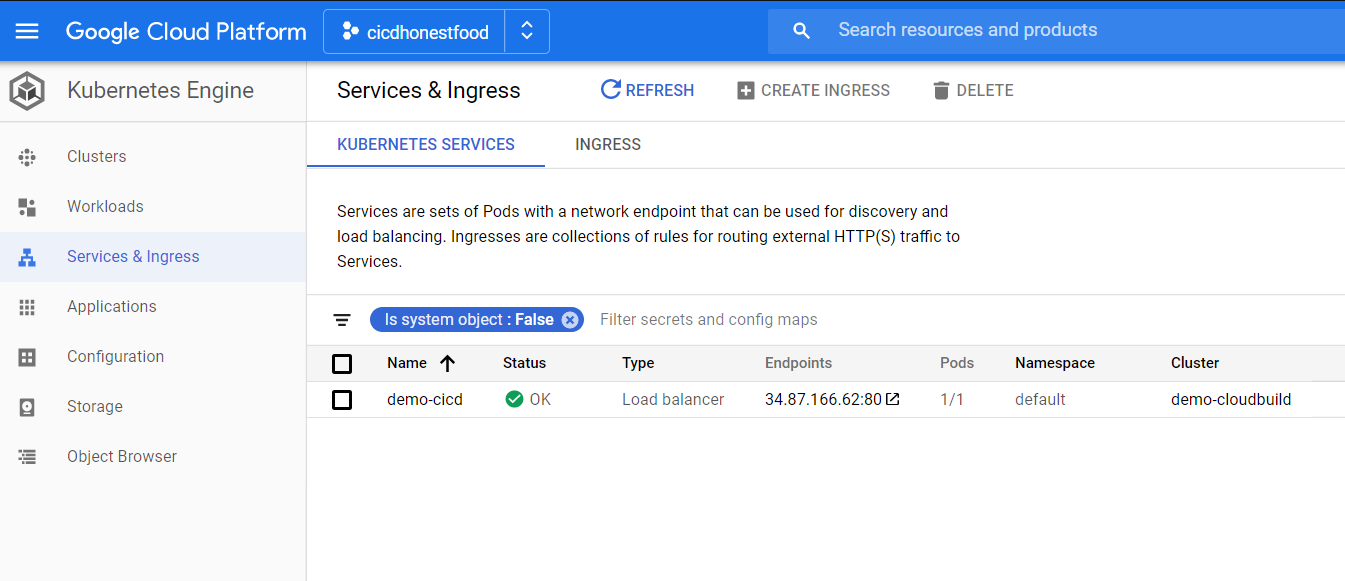 Google Cloud Platform cicdhonestfood Search resources and products
Kubernetes Engine
Services & Ingress REFRESH CREATE INGRESS DELETE
Clusters
Workloads
Services & Ingress
Applications
Configuration
Storage
Object Browser
KUBERNETES SERVICES INGRESS
Services are sets of Pods with a network endpoint that can be used for discovery and
load balancing. Ingresses are collections of rules for routing external HTTP(S) traffic to
Services.
Is system object : False Filter secrets and config maps
Name Status Type Endpoints Pods Namespace Cluster
demo-cicd OK Load balancer 34.87.166.62:80 1/1 default demo-cloudbuild